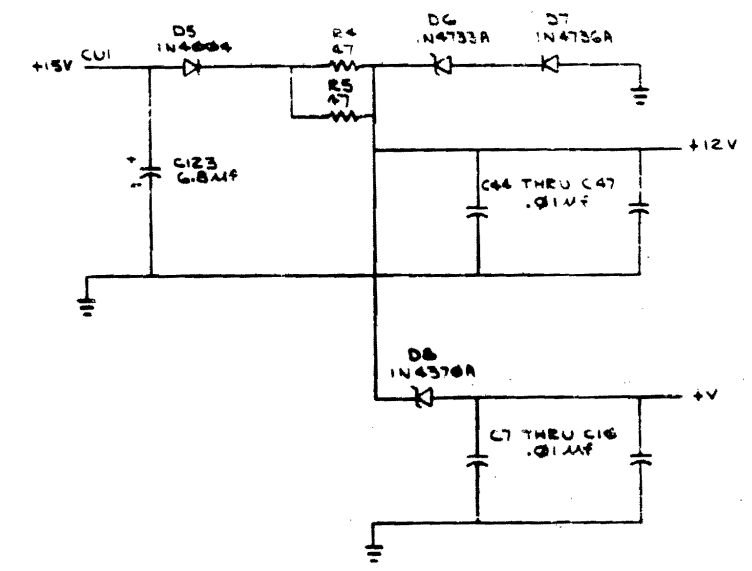 D5
1N4004
R4
47
D6
1N4733A
D7
1N4736A
+15V CU1
R5
47
+12V
+
C123
6.8Mf
-
C44 THRU C47
.01Mf
D8
1N4370A
+V
C7 THRU C16
.01Mf